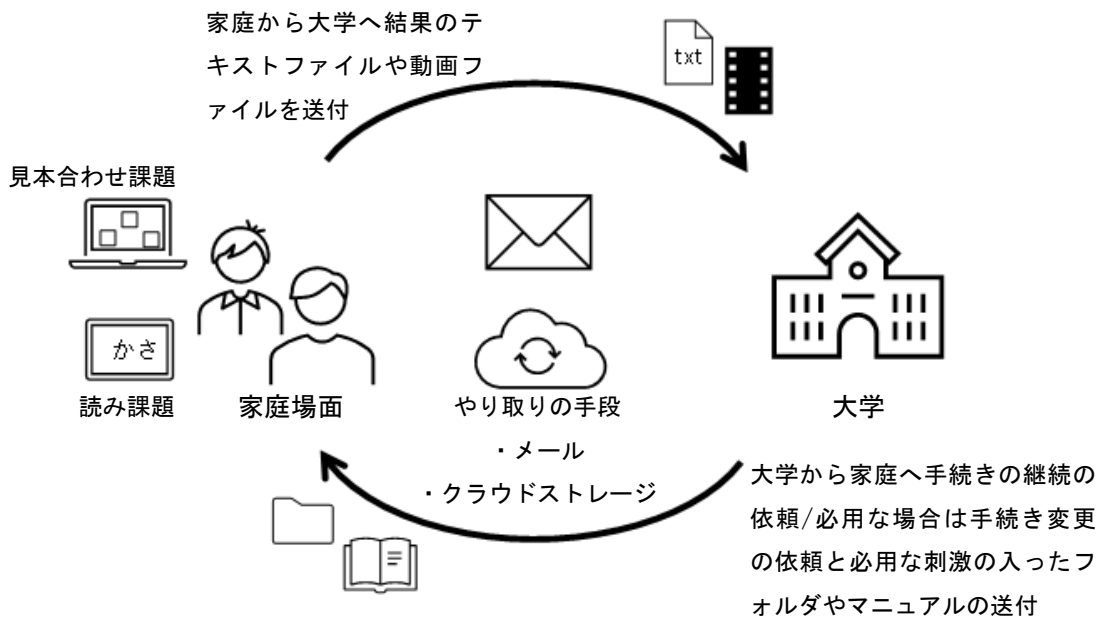 家庭から大学へ結果のテ
キストファイルや動画フ
ァイルを送付
txt
見本合わせ課題
かさ
読み課題
家庭場面
やり取りの手段
・メール
・クラウドストレージ
大学
大学から家庭へ手続きの継続の
依頼/必用な場合は手続き変更
の依頼と必用な刺激の入ったフ
ォルダやマニュアルの送付